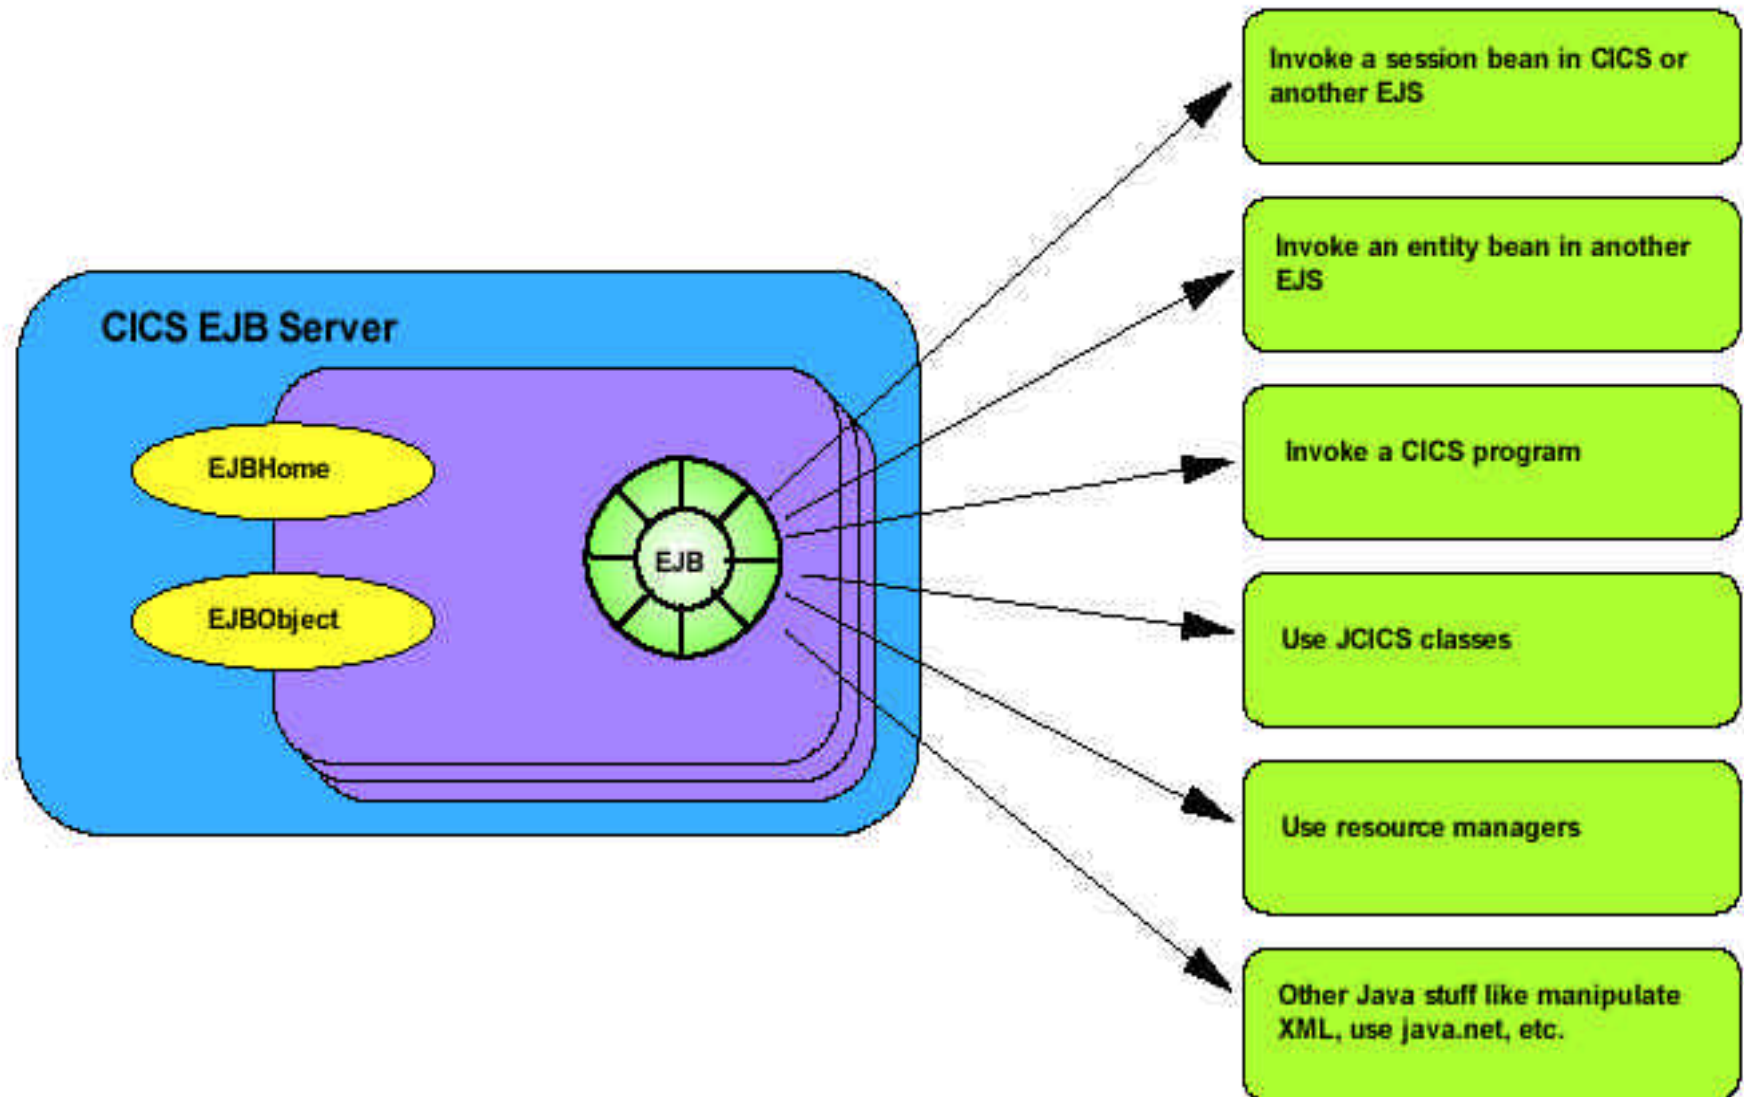 Invoke a session bean in CICS or
another EJS
Invoke an entity bean in another
EJS
CICS EJB Server
EJBHome
Invoke a CICS program
EJB
EJBObject
Use JCICS classes
Use resource managers
Other Java stuff like manipulate
XML, use java.net, etc.